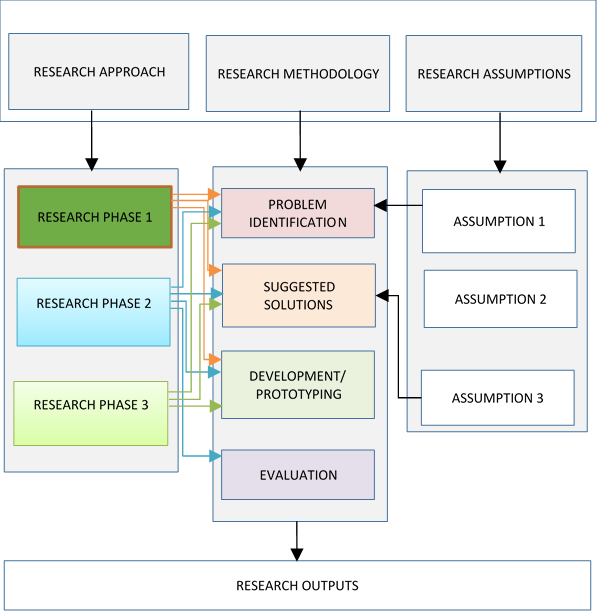 RESEARCH APPROACH
RESEARCH METHODOLOGY
RESEARCH ASSUMPTIONS
RESEARCH PHASE 1
RESEARCH PHASE 2
RESEARCH PHASE 3
PROBLEM
IDENTIFICATION
SUGGESTED
SOLUTIONS
DEVELOPMENT/
PROTOTYPING
EVALUATION
ASSUMPTION 1
ASSUMPTION 2
ASSUMPTION 3
RESEARCH OUTPUTS